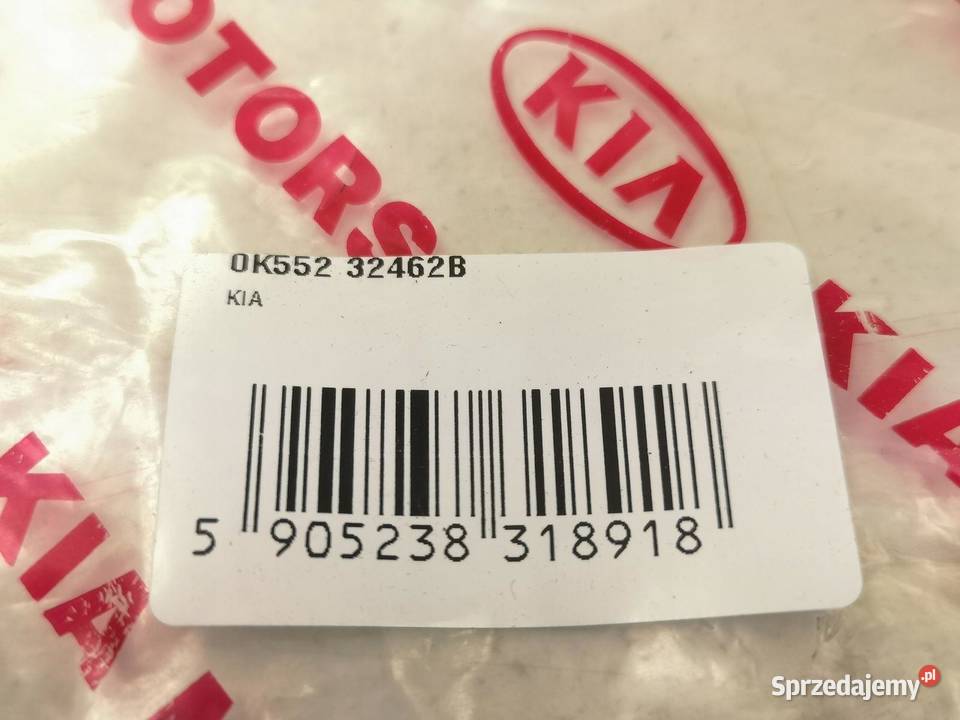 OTORS
KIA
0K552 32462B
KIA
KIA
KIA
5 905238 318918
Sprzedajemy.pl